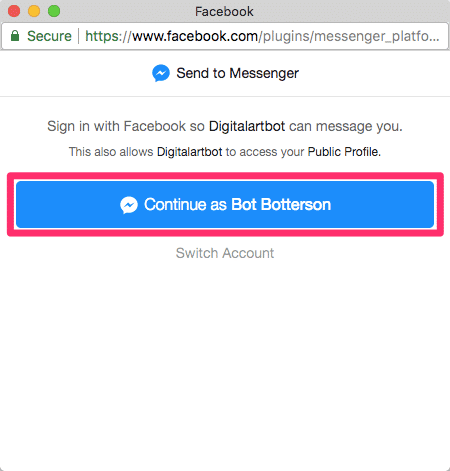 Facebook
Secure https://www.facebook.com/plugins/messenger_platfo...
Send to Messenger
Sign in with Facebook so Digitalartbot can message you.
This also allows Digitalartbot to access your Public Profile.
Continue as Bot Botterson
Switch Account